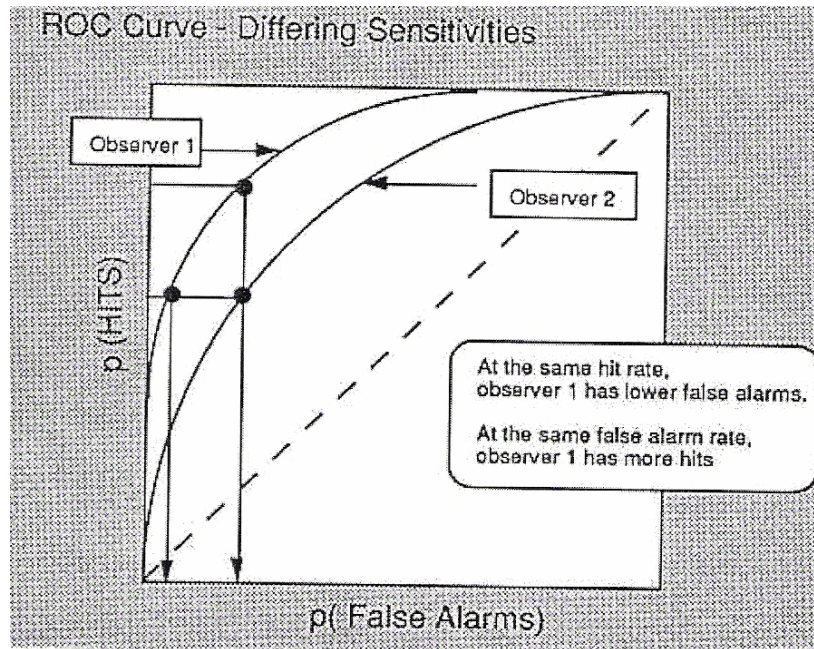 ROC Curve - Differing Sensitivities
Observer 1
Observer 2
p (HITS)
At the same hit rate,
observer 1 has lower false alarms.
At the same false alarm rate,
observer 1 has more hits
p( False Alarms)